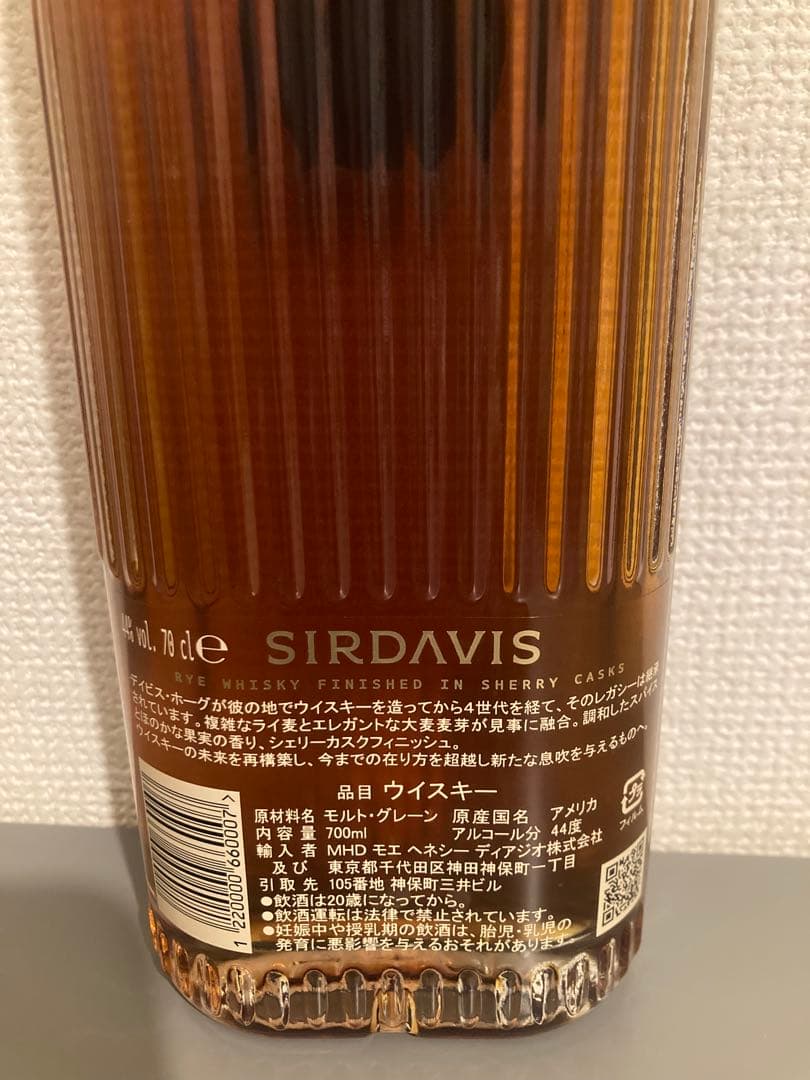 44% vol. 70 cl e
SIRDAVIS
RYE WHISKY FINISHED IN SHERRY CASKS
デイビス・ホーグが彼の地でウイスキーを造ってから4世代を経て、そのレガシーは継承
されています。複雑なライ麦とエレガントな大麦麦芽が見事に融合。調和したスパイス
とほのかな果実の香り、シェリーカスクフィニッシュ。
ウイスキーの未来を再構築し、今までの在り方を超越し新たな息吹を与えるものへ。
品目 ウイスキー
原材料名 モルト・グレーン 原産国名 アメリカ
内容量 700ml アルコール分 44度
輸入者 MHD モエ ヘネシー ディアジオ株式会社
及び 東京都千代田区神田神保町一丁目
引取先 105番地 神保町三井ビル
●飲酒は20歳になってから。
●飲酒運転は法律で禁止されています。
●妊娠中や授乳期の飲酒は、胎児・乳児の
発育に悪影響を与えるおそれがあります。
1 220000 660007 >
プラ
フィルム